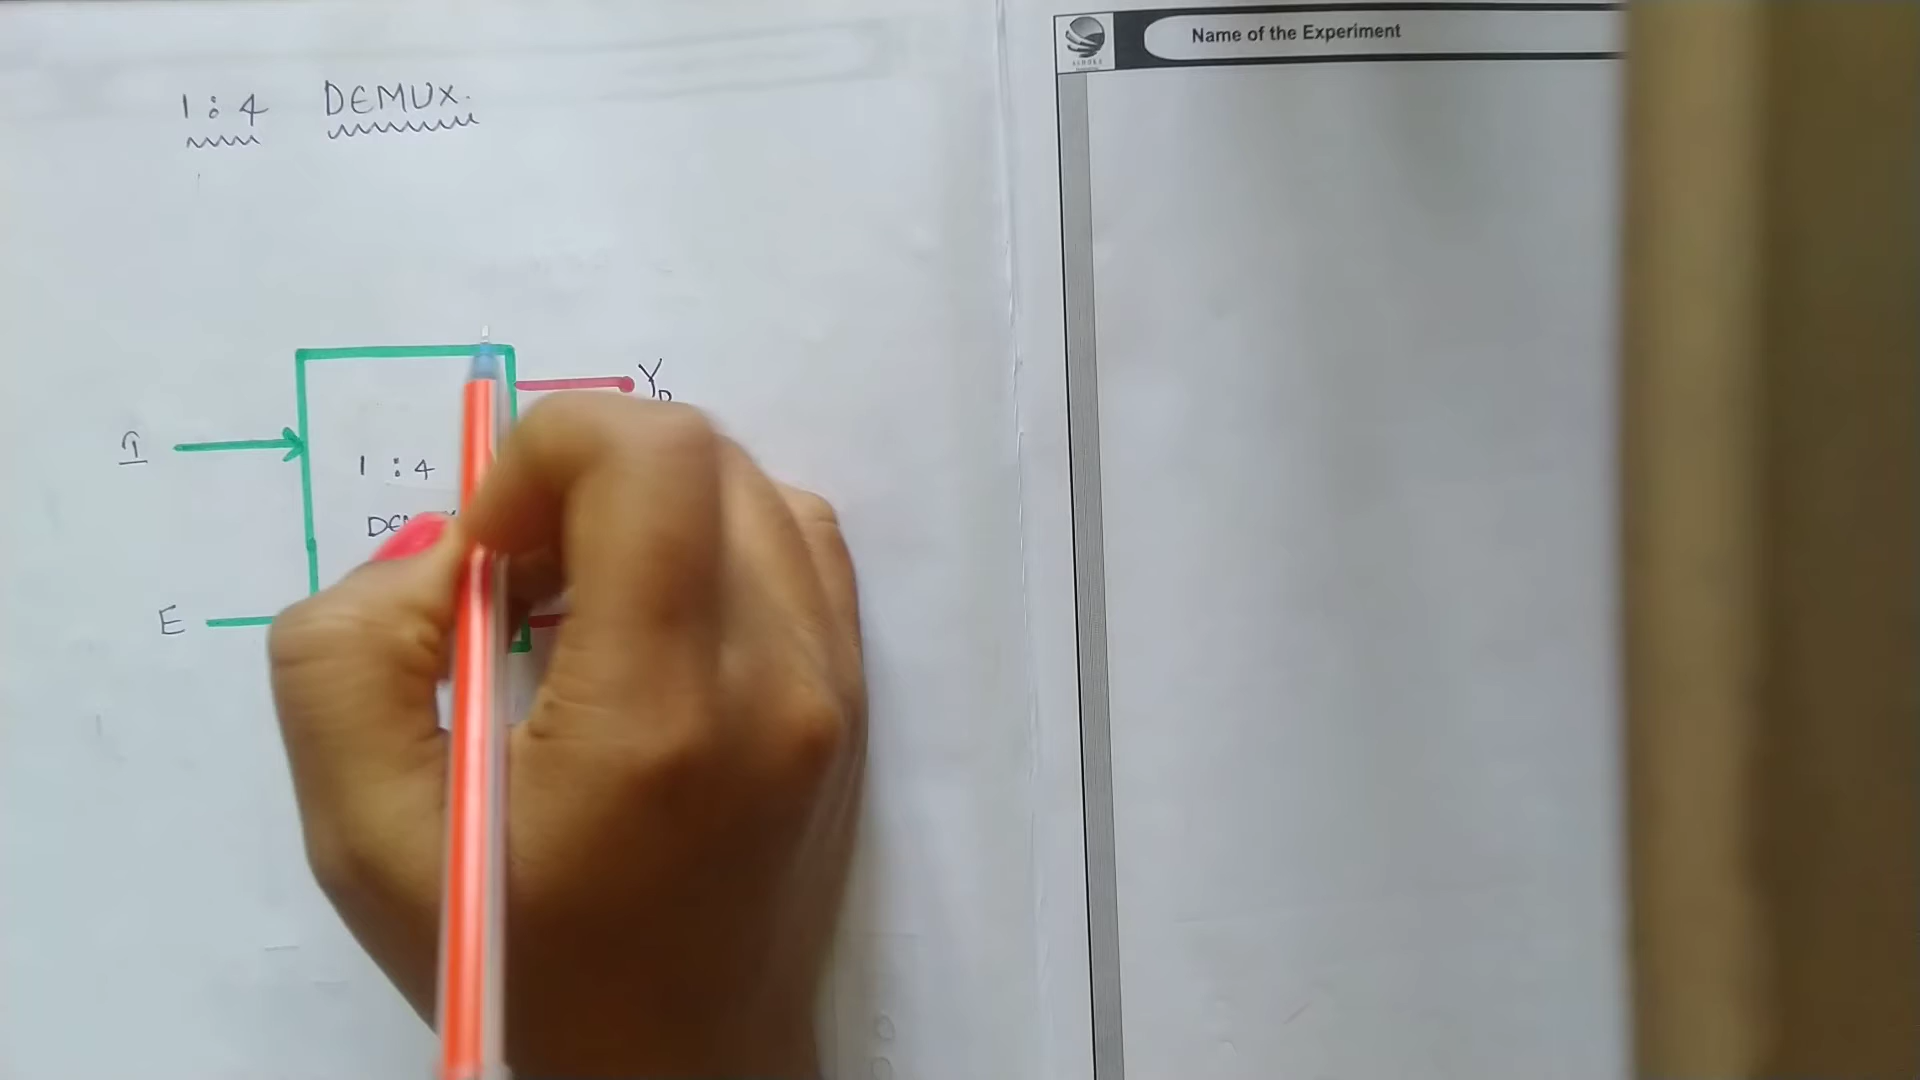 Name of the Experiment
1 : 4 DEMUX.
Y0
I
1 : 4
E